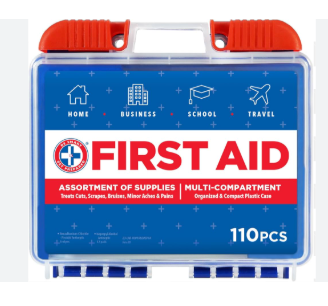 HOME • BUSINESS • SCHOOL • TRAVEL
FIRST AID
ASSORTMENT OF SUPPLIES | MULTI-COMPARTMENT
Treats Cuts, Scrapes, Bruises, Minor Aches & Pains Organized & Compact Plastic Case
110PCS